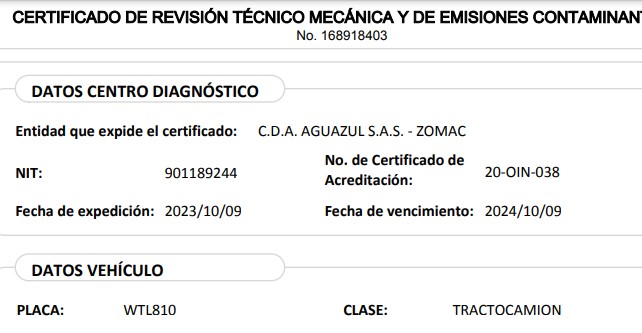 CERTIFICADO DE REVISIÓN TÉCNICO MECÁNICA Y DE EMISIONES CONTAMINANT
No. 168918403
DATOS CENTRO DIAGNÓSTICO
Entidad que expide el certificado: C.D.A. AGUAZUL S.A.S. - ZOMAC
NIT: 901189244 No. de Certificado de Acreditación: 20-OIN-038
Fecha de expedición: 2023/10/09 Fecha de vencimiento: 2024/10/09
DATOS VEHÍCULO
PLACA: WTL810 CLASE: TRACTOCAMION